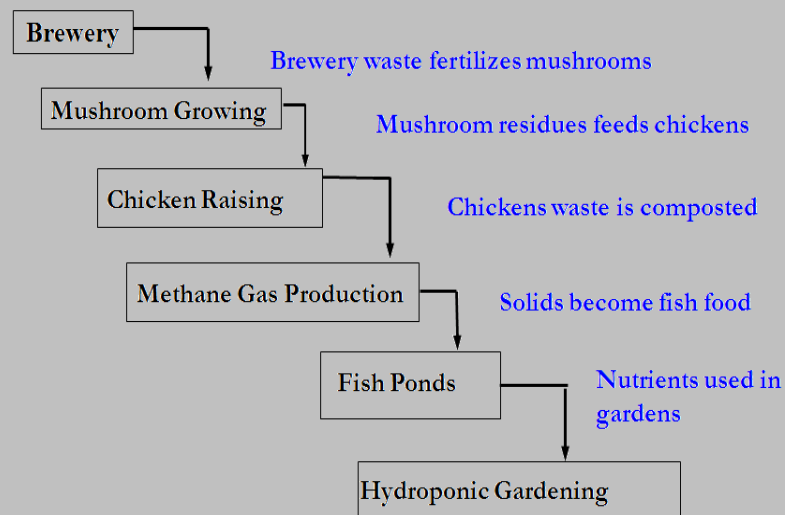 Brewery
Brewery waste fertilizes mushrooms
Mushroom Growing
Mushroom residues feeds chickens
Chicken Raising
Chickens waste is composted
Methane Gas Production
Solids become fish food
Fish Ponds
Nutrients used in
gardens
Hydroponic Gardening